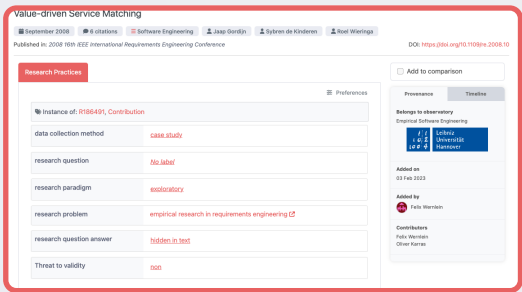 Value-driven Service Matching
September 2008 6 citations Software Engineering Jaap Gordijn Sybren de Kinderen Roel Wieringa
Published in: 2008 16th IEEE International Requirements Engineering Conference DOI: https://doi.org/10.1109/re.2008.10
Research Practices
Preferences
Instance of: R186491, Contribution
data collection method case study
research question No label
research paradigm exploratory
research problem empirical research in requirements engineering
research question answer hidden in text
Threat to validity non
Add to comparison
Provenance Timeline
Belongs to observatory
Empirical Software Engineering
Leibniz
Universität
Hannover
Added on
03 Feb 2023
Added by
Felix Wernlein
Contributors
Felix Wernlein
Oliver Karras